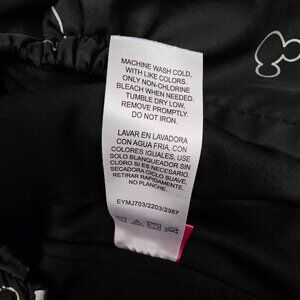 MACHINE WASH COLD,
WITH LIKE COLORS.
ONLY NON-CHLORINE
BLEACH WHEN NEEDED.
TUMBLE DRY LOW,
REMOVE PROMPTLY.
DO NOT IRON.
LAVAR EN LAVADORA
CON AGUA FRIA, CON
COLORES IGUALES, USE
SOLO BLANQUEADOR SIN
CLORO SI ES NECESARIO
SECADORA CICLO SUAVE,
RETIRAR RAPIDAMENTE.
NO PLANCHE.
EYMJ703/2203/2357